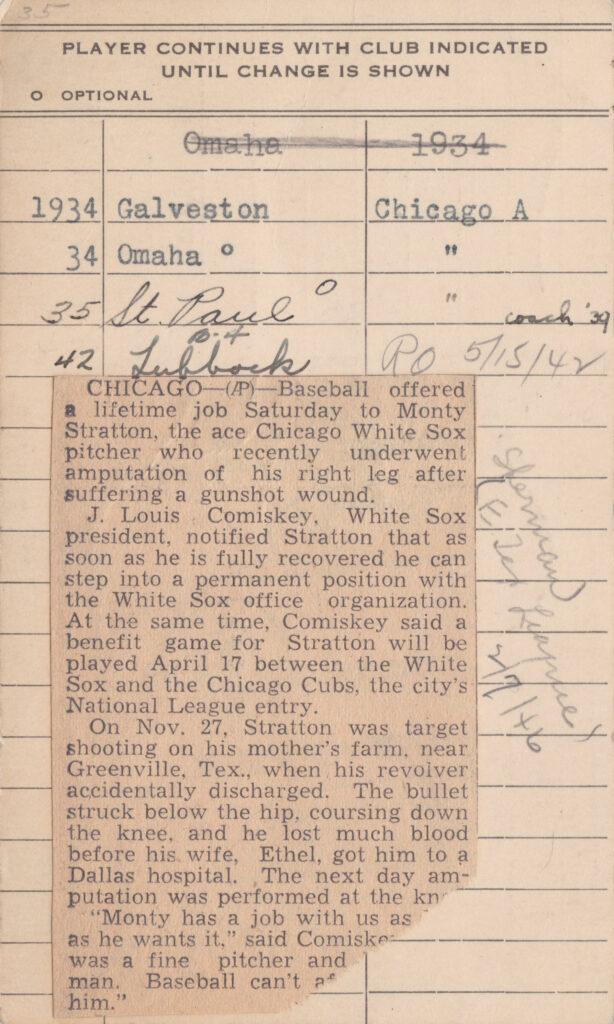 35
PLAYER CONTINUES WITH CLUB INDICATED
UNTIL CHANGE IS SHOWN
O OPTIONAL
Omaha 1934
1934 Galveston Chicago A
34 Omaha o "
35 St. Paul o " coach '39
42 Lubbock RO 5/15/42
CHICAGO—(AP)—Baseball offered
a lifetime job Saturday to Monty
Stratton, the ace Chicago White Sox
pitcher who recently underwent
amputation of his right leg after
suffering a gunshot wound.
J. Louis Comiskey, White Sox
president, notified Stratton that as
soon as he is fully recovered he can
step into a permanent position with
the White Sox office organization.
At the same time, Comiskey said a
benefit game for Stratton will be
played April 17 between the White
Sox and the Chicago Cubs, the city's
National League entry.
On Nov. 27, Stratton was target
shooting on his mother's farm, near
Greenville, Tex., when his revolver
accidentally discharged. The bullet
struck below the hip, coursing down
the knee, and he lost much blood
before his wife, Ethel, got him to a
Dallas hospital. The next day am-
putation was performed at the kn
"Monty has a job with us as
as he wants it," said Comiske
was a fine pitcher and
man. Baseball can't af
him."
Sherman
(E. Tex League)
2/7/46